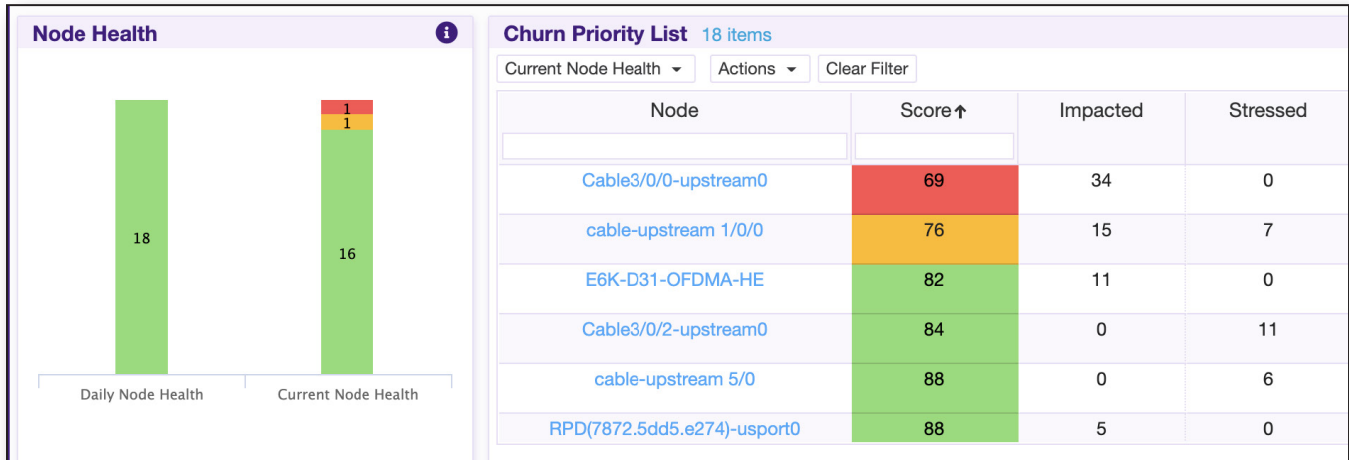 Node Health
1
1
18
16
Daily Node Health Current Node Health
Churn Priority List 18 items
Current Node Health Actions Clear Filter
Node Score↑ Impacted Stressed
Cable3/0/0-upstream0 69 34 0
cable-upstream 1/0/0 76 15 7
E6K-D31-OFDMA-HE 82 11 0
Cable3/0/2-upstream0 84 0 11
cable-upstream 5/0 88 0 6
RPD(7872.5dd5.e274)-usport0 88 5 0